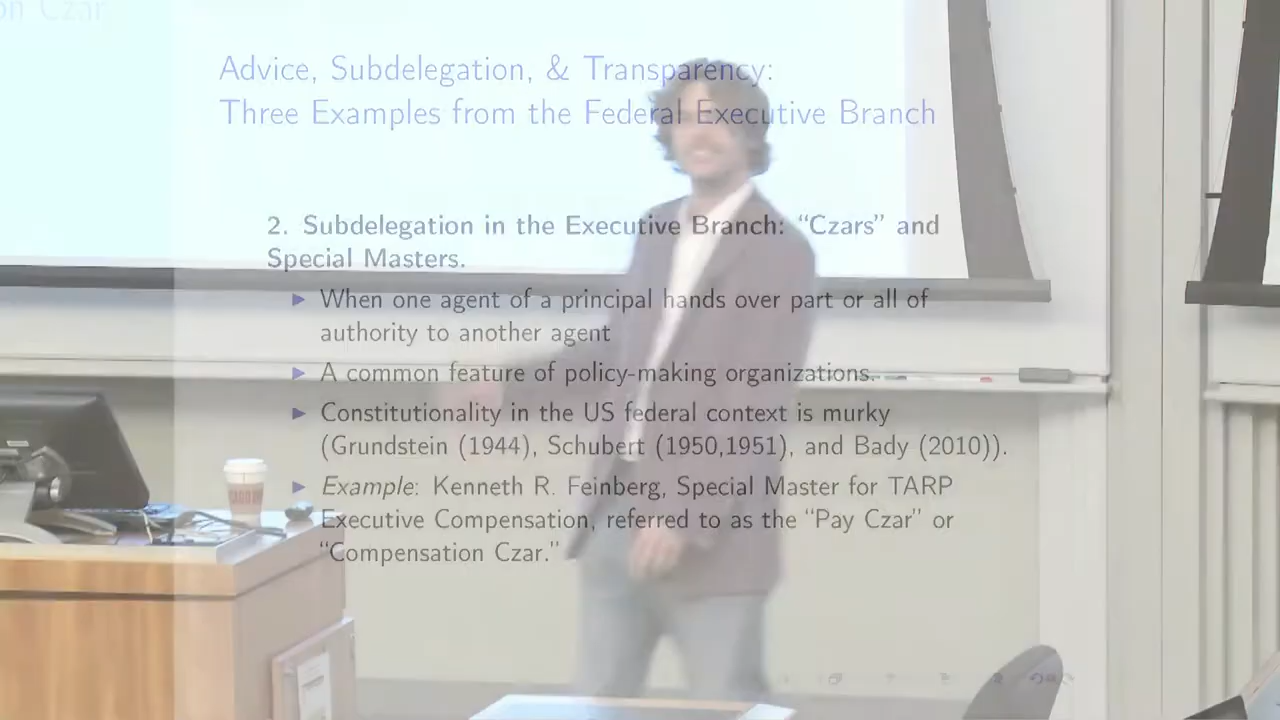 on Czar
Advice, Subdelegation, & Transparency:
Three Examples from the Federal Executive Branch
2. Subdelegation in the Executive Branch: “Czars” and
Special Masters.
When one agent of a principal hands over part or all of
authority to another agent
A common feature of policy-making organizations.
Constitutionality in the US federal context is murky
(Grundstein (1944), Schubert (1950,1951), and Bady (2010)).
Example: Kenneth R. Feinberg, Special Master for TARP
Executive Compensation, referred to as the “Pay Czar” or
“Compensation Czar.”